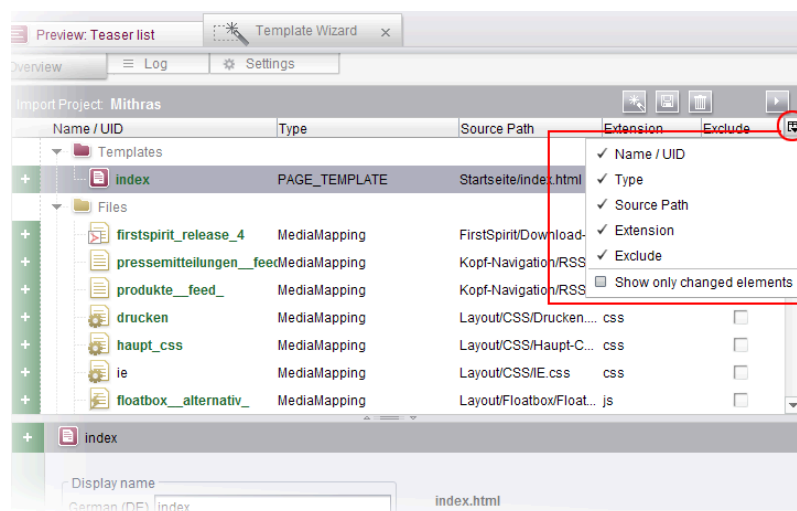 Preview: Teaser list
Template Wizard
Overview
Log
Settings
Import Project: Mithras
Name / UID Type Source Path Extension Exclude
Templates
index PAGE_TEMPLATE Startseite/index.html
Files
firstspirit_release_4 MediaMapping FirstSpirit/Download-
pressemitteilungen__feed MediaMapping Kopf-Navigation/RSS
produkte__feed_ MediaMapping Kopf-Navigation/RSS
drucken MediaMapping Layout/CSS/Drucken.... css
haupt_css MediaMapping Layout/CSS/Haupt-C... css
ie MediaMapping Layout/CSS/IE.css css
floatbox__alternativ_ MediaMapping Layout/Floatbox/Float... js
Name / UID
Type
Source Path
Extension
Exclude
Show only changed elements
index
Display name
German (DE) index
index.html